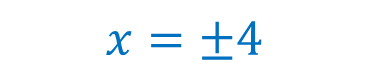 x = ±4